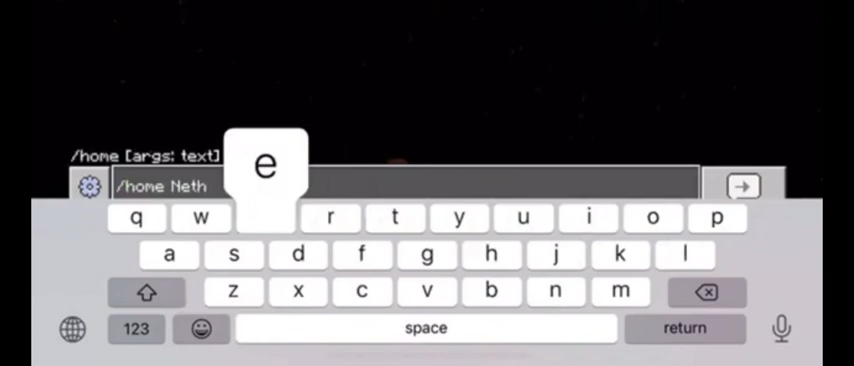 /home [args: text]
e
/home Neth
q w r t y u i o p
a s d f g h j k l
z x c v b n m
123 space return